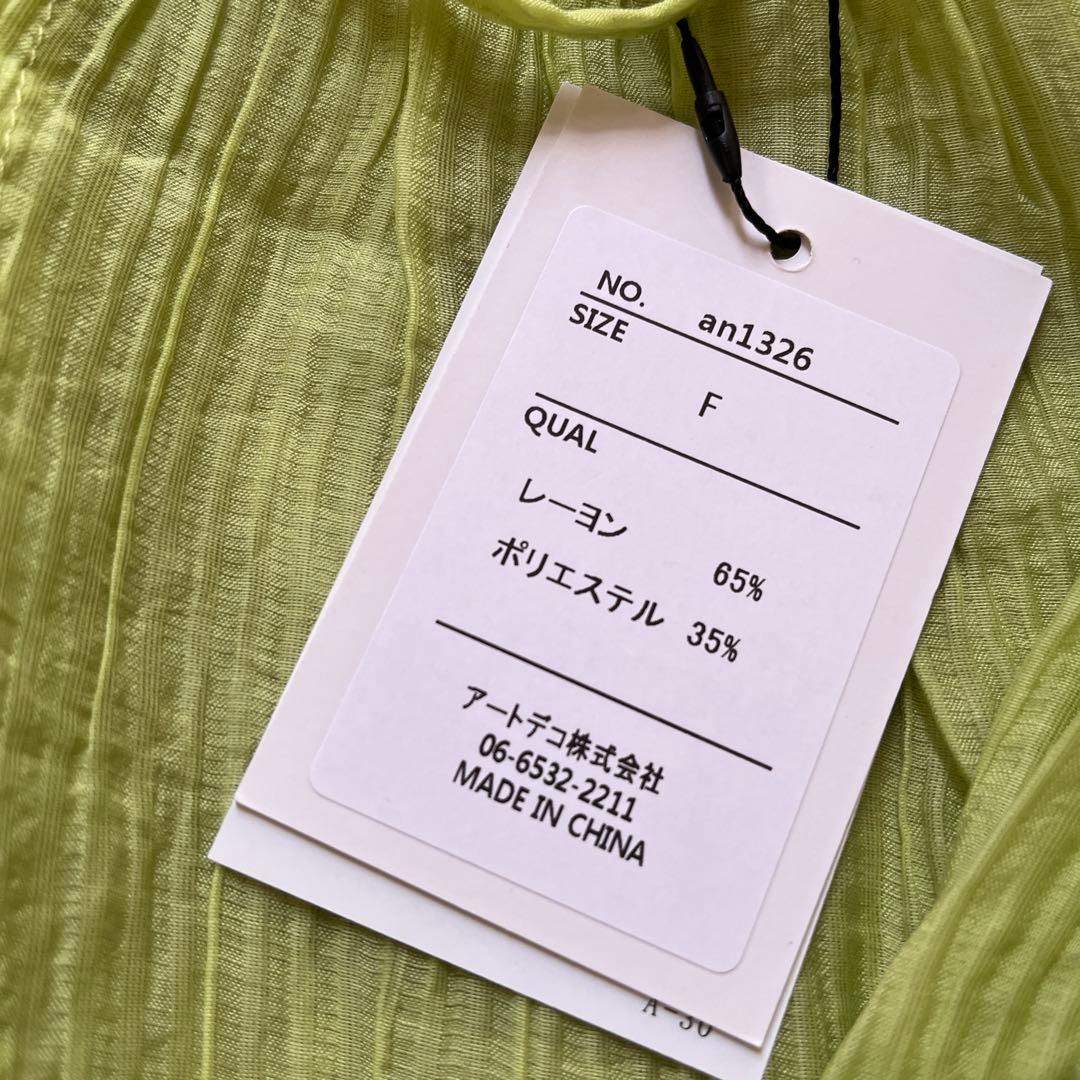 NO. an1326
SIZE
F
QUAL
レーヨン 65%
ポリエステル 35%
アートデコ株式会社
06-6532-2211
MADE IN CHINA